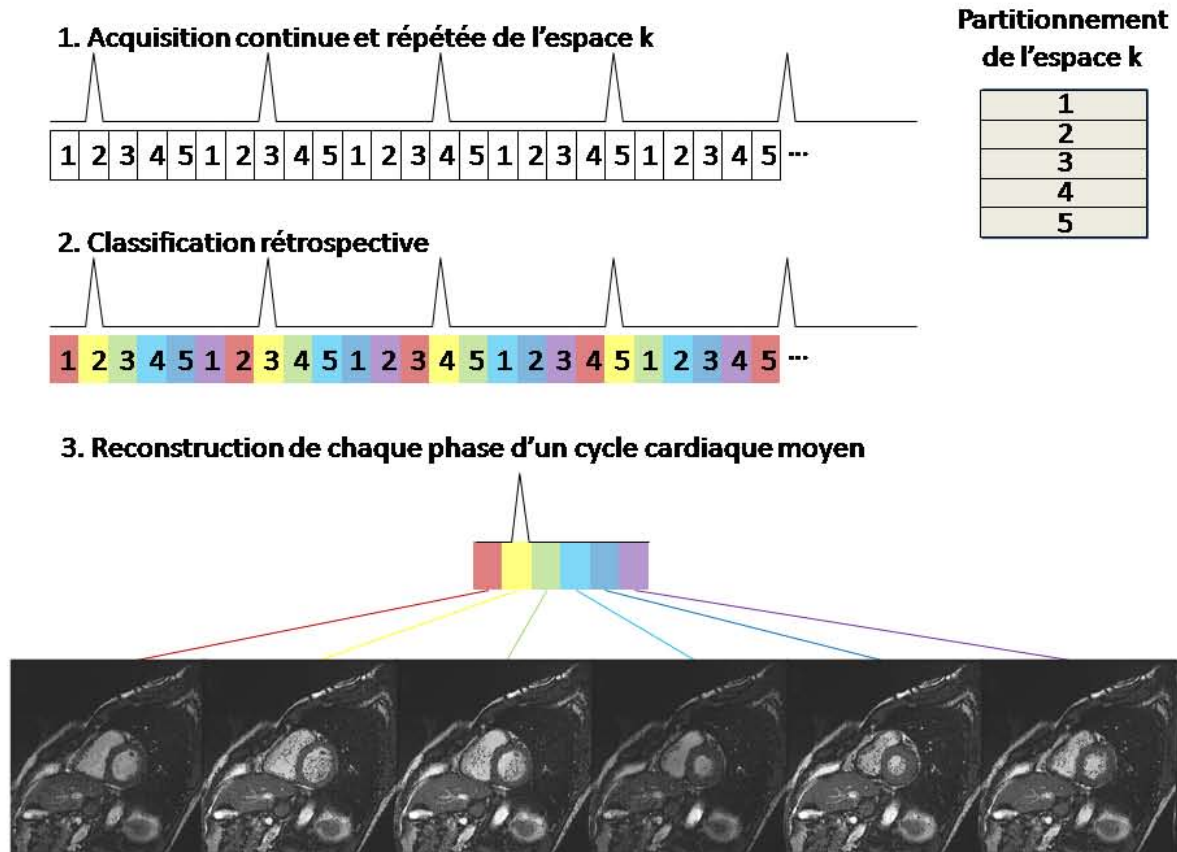 1. Acquisition continue et répétée de l'espace k
1 2 3 4 5 1 2 3 4 5 1 2 3 4 5 1 2 3 4 5 1 2 3 4 5 ...
Partitionnement
de l'espace k
1
2
3
4
5
2. Classification rétrospective
1 2 3 4 5 1 2 3 4 5 1 2 3 4 5 1 2 3 4 5 1 2 3 4 5 ...
3. Reconstruction de chaque phase d'un cycle cardiaque moyen